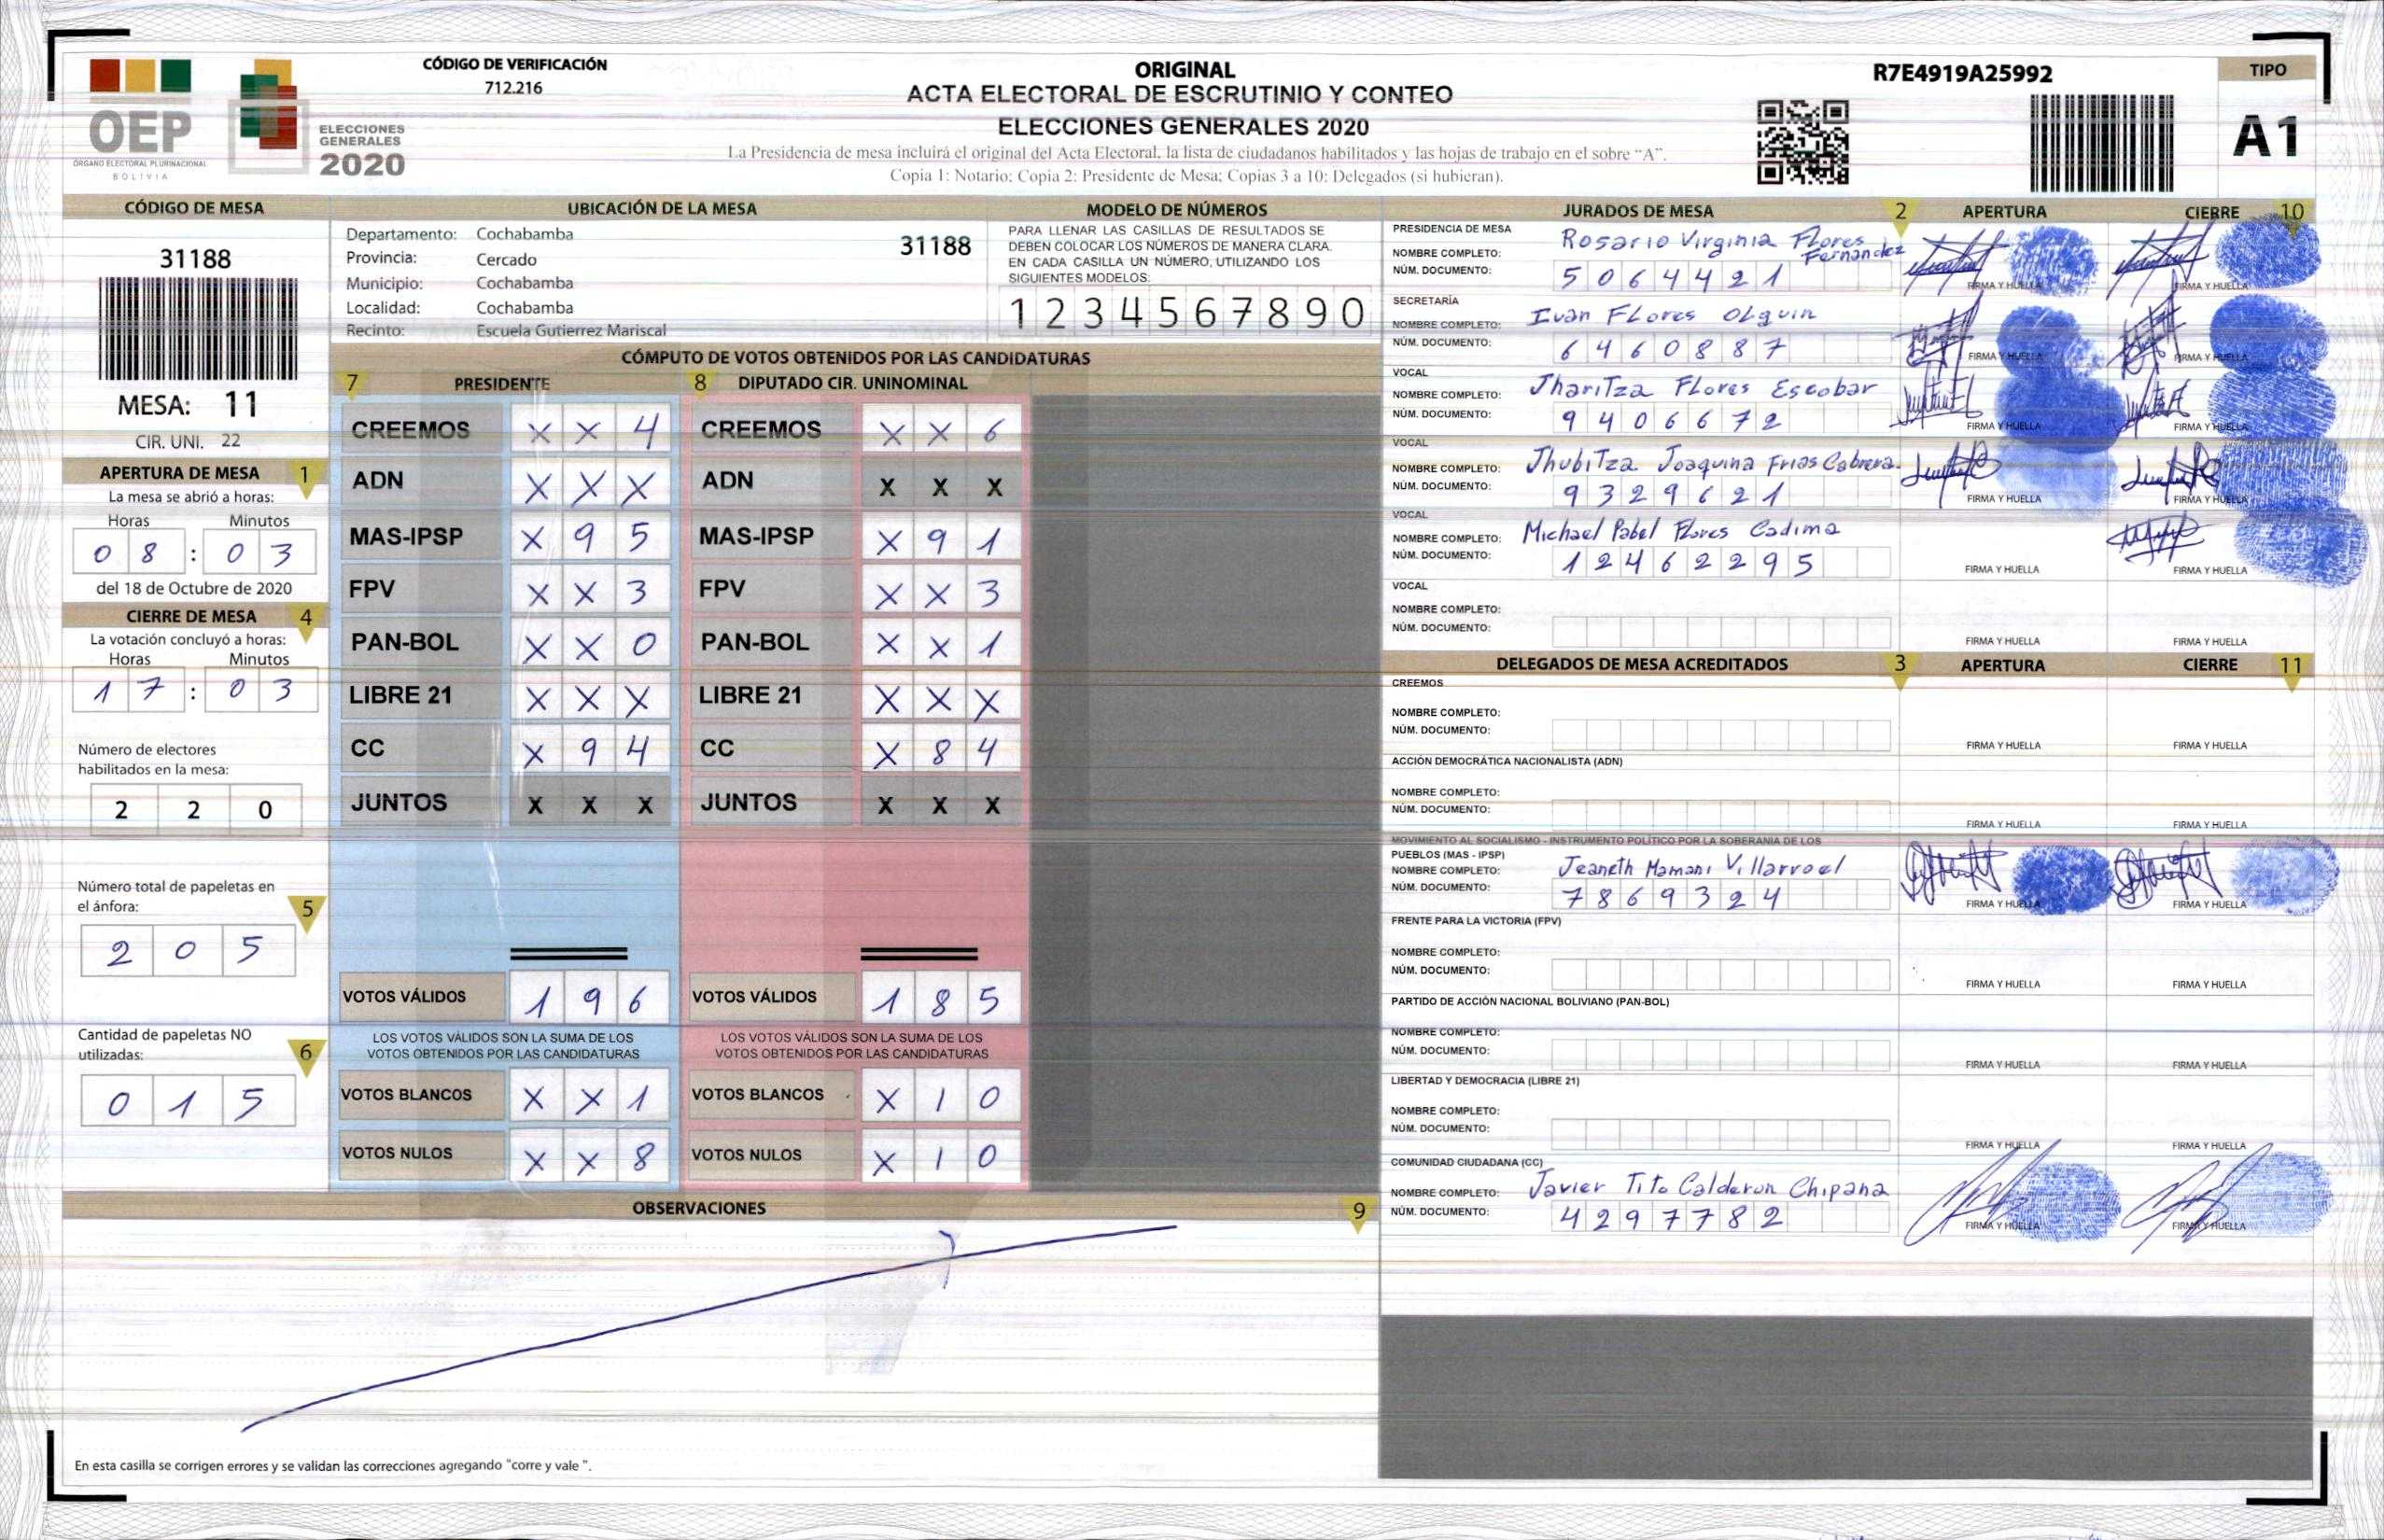 OEP
ÓRGANO ELECTORAL PLURINACIONAL
BOLIVIA
ELECCIONES
GENERALES
2020
CÓDIGO DE VERIFICACIÓN
712.216
ORIGINAL
ACTA ELECTORAL DE ESCRUTINIO Y CONTEO
ELECCIONES GENERALES 2020
La Presidencia de mesa incluirá el original del Acta Electoral, la lista de ciudadanos habilitados y las hojas de trabajo en el sobre "A".
Copia 1: Notario; Copia 2: Presidente de Mesa; Copias 3 a 10: Delegados (si hubieran).
R7E4919A25992
TIPO
A1
CÓDIGO DE MESA
31188
MESA: 11
CIR. UNI. 22
APERTURA DE MESA 1
La mesa se abrió a horas:
Horas Minutos
0 8 : 0 3
del 18 de Octubre de 2020
CIERRE DE MESA 4
La votación concluyó a horas:
Horas Minutos
1 7 : 0 3
Número de electores
habilitados en la mesa:
2 2 0
Número total de papeletas en
el ánfora: 5
2 0 5
Cantidad de papeletas NO
utilizadas: 6
0 1 5
UBICACIÓN DE LA MESA
Departamento: Cochabamba 31188
Provincia: Cercado
Municipio: Cochabamba
Localidad: Cochabamba
Recinto: Escuela Gutierrez Mariscal
MODELO DE NÚMEROS
PARA LLENAR LAS CASILLAS DE RESULTADOS SE
DEBEN COLOCAR LOS NÚMEROS DE MANERA CLARA.
EN CADA CASILLA UN NÚMERO, UTILIZANDO LOS
SIGUIENTES MODELOS:
1 2 3 4 5 6 7 8 9 0
CÓMPUTO DE VOTOS OBTENIDOS POR LAS CANDIDATURAS
7 PRESIDENTE 8 DIPUTADO CIR. UNINOMINAL
CREEMOS X X 4 CREEMOS X X 6
ADN X X X ADN X X X
MAS-IPSP X 9 5 MAS-IPSP X 9 1
FPV X X 3 FPV X X 3
PAN-BOL X X 0 PAN-BOL X X 1
LIBRE 21 X X X LIBRE 21 X X X
CC X 9 4 CC X 8 4
JUNTOS X X X JUNTOS X X X
VOTOS VÁLIDOS 1 9 6 VOTOS VÁLIDOS 1 8 5
LOS VOTOS VÁLIDOS SON LA SUMA DE LOS LOS VOTOS VÁLIDOS SON LA SUMA DE LOS
VOTOS OBTENIDOS POR LAS CANDIDATURAS VOTOS OBTENIDOS POR LAS CANDIDATURAS
VOTOS BLANCOS X X 1 VOTOS BLANCOS X 1 0
VOTOS NULOS X X 8 VOTOS NULOS X 1 0
OBSERVACIONES 9
En esta casilla se corrigen errores y se validan las correcciones agregando "corre y vale ".
JURADOS DE MESA 2 APERTURA CIERRE 10
PRESIDENCIA DE MESA
NOMBRE COMPLETO: Rosario Virginia Flores Fernandez
NÚM. DOCUMENTO: 5 0 6 4 4 2 1 FIRMA Y HUELLA FIRMA Y HUELLA
SECRETARÍA
NOMBRE COMPLETO: Ivan Flores Olguin
NÚM. DOCUMENTO: 6 4 6 0 8 8 7 FIRMA Y HUELLA FIRMA Y HUELLA
VOCAL
NOMBRE COMPLETO: Jharitza Flores Escobar
NÚM. DOCUMENTO: 9 4 0 6 6 7 2 FIRMA Y HUELLA FIRMA Y HUELLA
VOCAL
NOMBRE COMPLETO: Jhubitza Joaquina Frias Cabrera
NÚM. DOCUMENTO: 9 3 2 9 6 2 1 FIRMA Y HUELLA FIRMA Y HUELLA
VOCAL
NOMBRE COMPLETO: Michael Pabel Flores Cadima
NÚM. DOCUMENTO: 1 2 4 6 2 2 9 5 FIRMA Y HUELLA FIRMA Y HUELLA
VOCAL
NOMBRE COMPLETO:
NÚM. DOCUMENTO: FIRMA Y HUELLA FIRMA Y HUELLA
DELEGADOS DE MESA ACREDITADOS 3 APERTURA CIERRE 11
CREEMOS
NOMBRE COMPLETO:
NÚM. DOCUMENTO: FIRMA Y HUELLA FIRMA Y HUELLA
ACCIÓN DEMOCRÁTICA NACIONALISTA (ADN)
NOMBRE COMPLETO:
NÚM. DOCUMENTO: FIRMA Y HUELLA FIRMA Y HUELLA
MOVIMIENTO AL SOCIALISMO - INSTRUMENTO POLÍTICO POR LA SOBERANIA DE LOS
PUEBLOS (MAS - IPSP)
NOMBRE COMPLETO: Jeaneth Mamani Villarroel
NÚM. DOCUMENTO: 7 8 6 9 3 2 4 FIRMA Y HUELLA FIRMA Y HUELLA
FRENTE PARA LA VICTORIA (FPV)
NOMBRE COMPLETO:
NÚM. DOCUMENTO: FIRMA Y HUELLA FIRMA Y HUELLA
PARTIDO DE ACCIÓN NACIONAL BOLIVIANO (PAN-BOL)
NOMBRE COMPLETO:
NÚM. DOCUMENTO: FIRMA Y HUELLA FIRMA Y HUELLA
LIBERTAD Y DEMOCRACIA (LIBRE 21)
NOMBRE COMPLETO:
NÚM. DOCUMENTO: FIRMA Y HUELLA FIRMA Y HUELLA
COMUNIDAD CIUDADANA (CC)
NOMBRE COMPLETO: Javier Tito Calderon Chipana
NÚM. DOCUMENTO: 4 2 9 7 7 8 2 FIRMA Y HUELLA FIRMA Y HUELLA